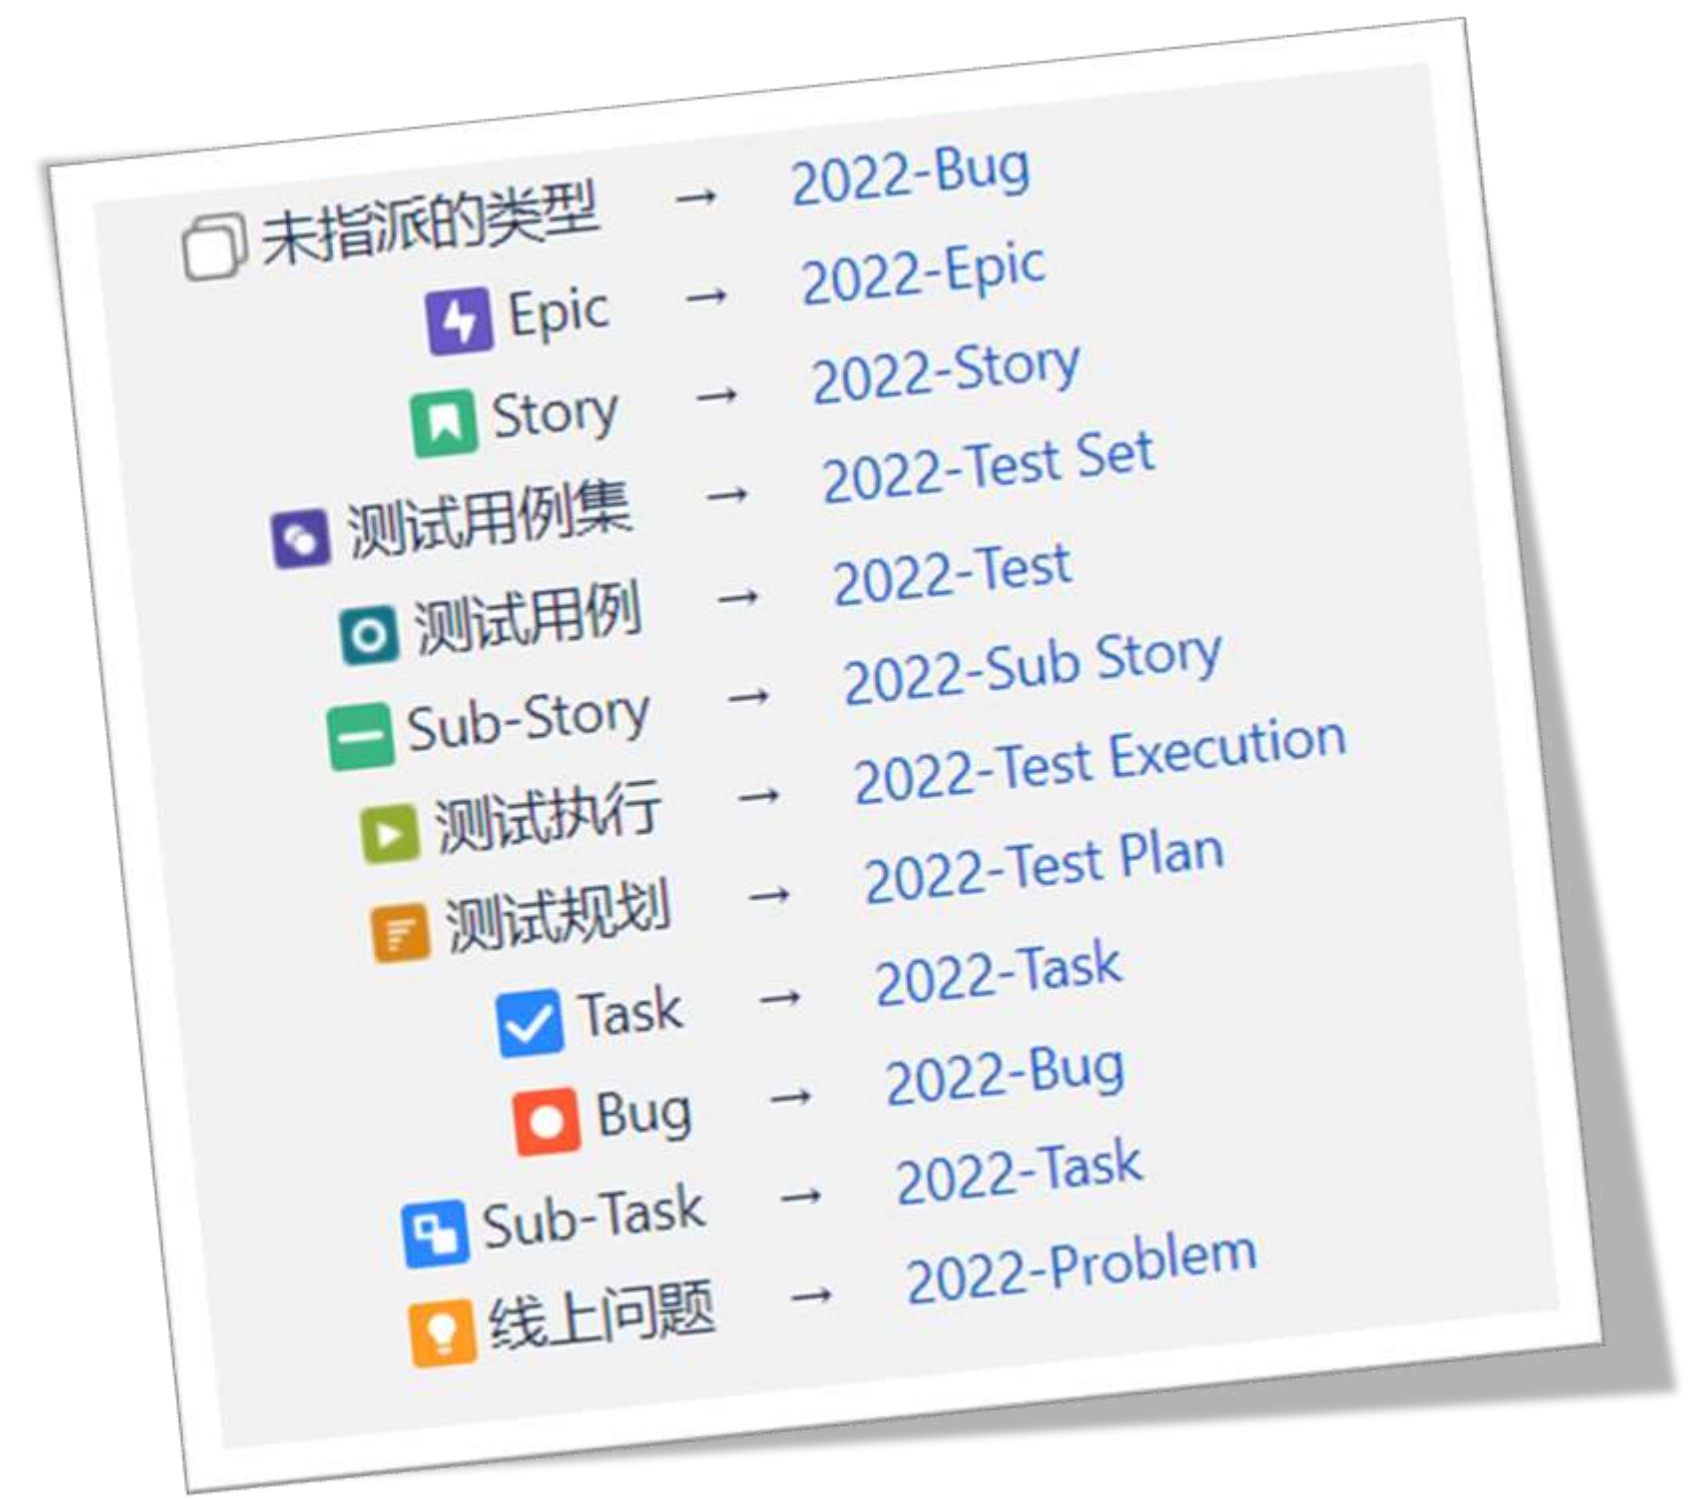 未指派的类型 → 2022-Bug
Epic → 2022-Epic
Story → 2022-Story
测试用例集 → 2022-Test Set
测试用例 → 2022-Test
Sub-Story → 2022-Sub Story
测试执行 → 2022-Test Execution
测试规划 → 2022-Test Plan
Task → 2022-Task
Bug → 2022-Bug
Sub-Task → 2022-Task
线上问题 → 2022-Problem